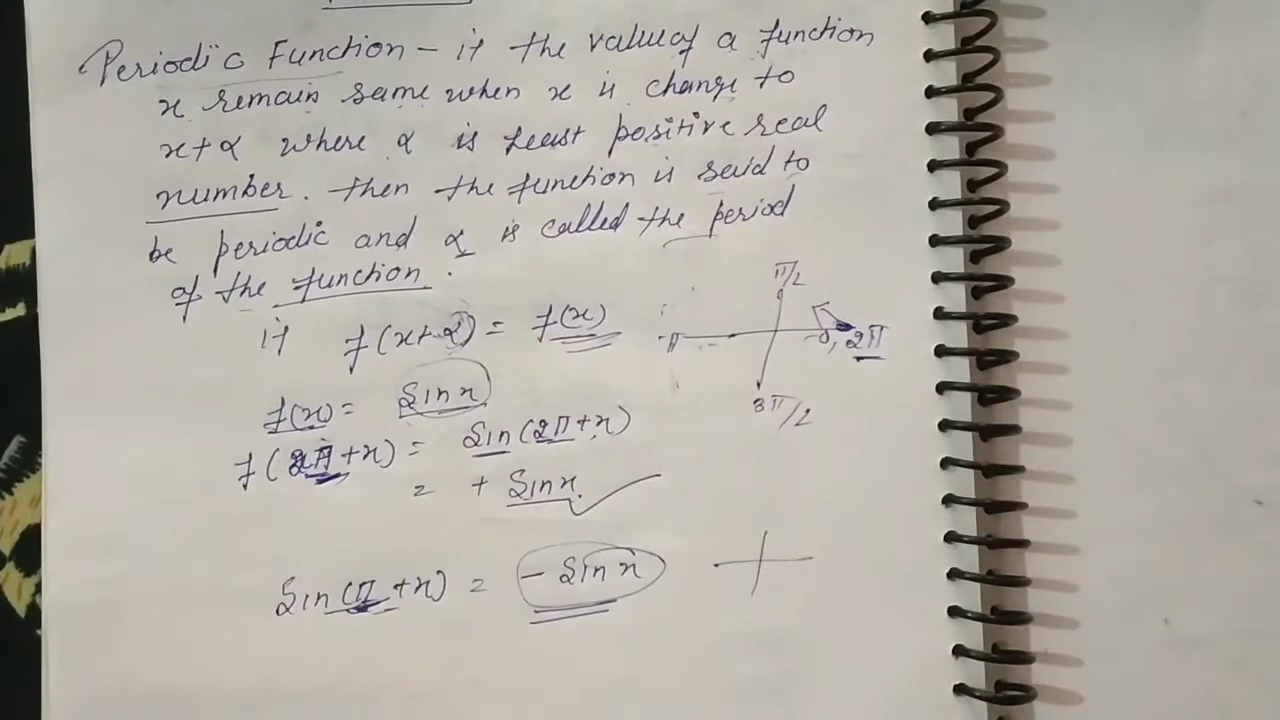 Periodic Function - if the value of a function
x remain same when x is change to
x+α where α is least positive real
number. then the function is said to
be periodic and α is called the period
of the function.
if f(x+α) = f(x)
π/2
π
0, 2π
3π/2
f(x) = Sin x
f(2π+x) = Sin(2π+x)
= + Sin x.
Sin(π+x) = - Sin x